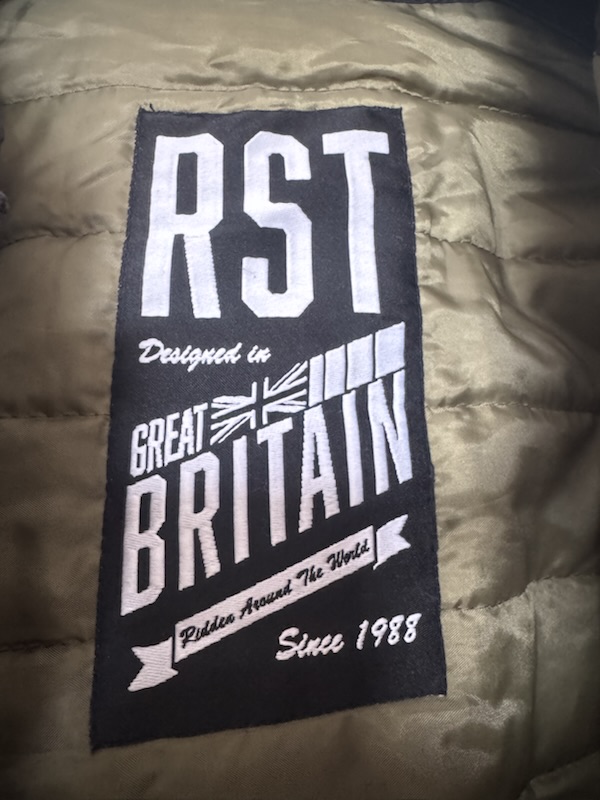 RST
Designed in
GREAT
BRITAIN
Ridden Around The World
Since 1988